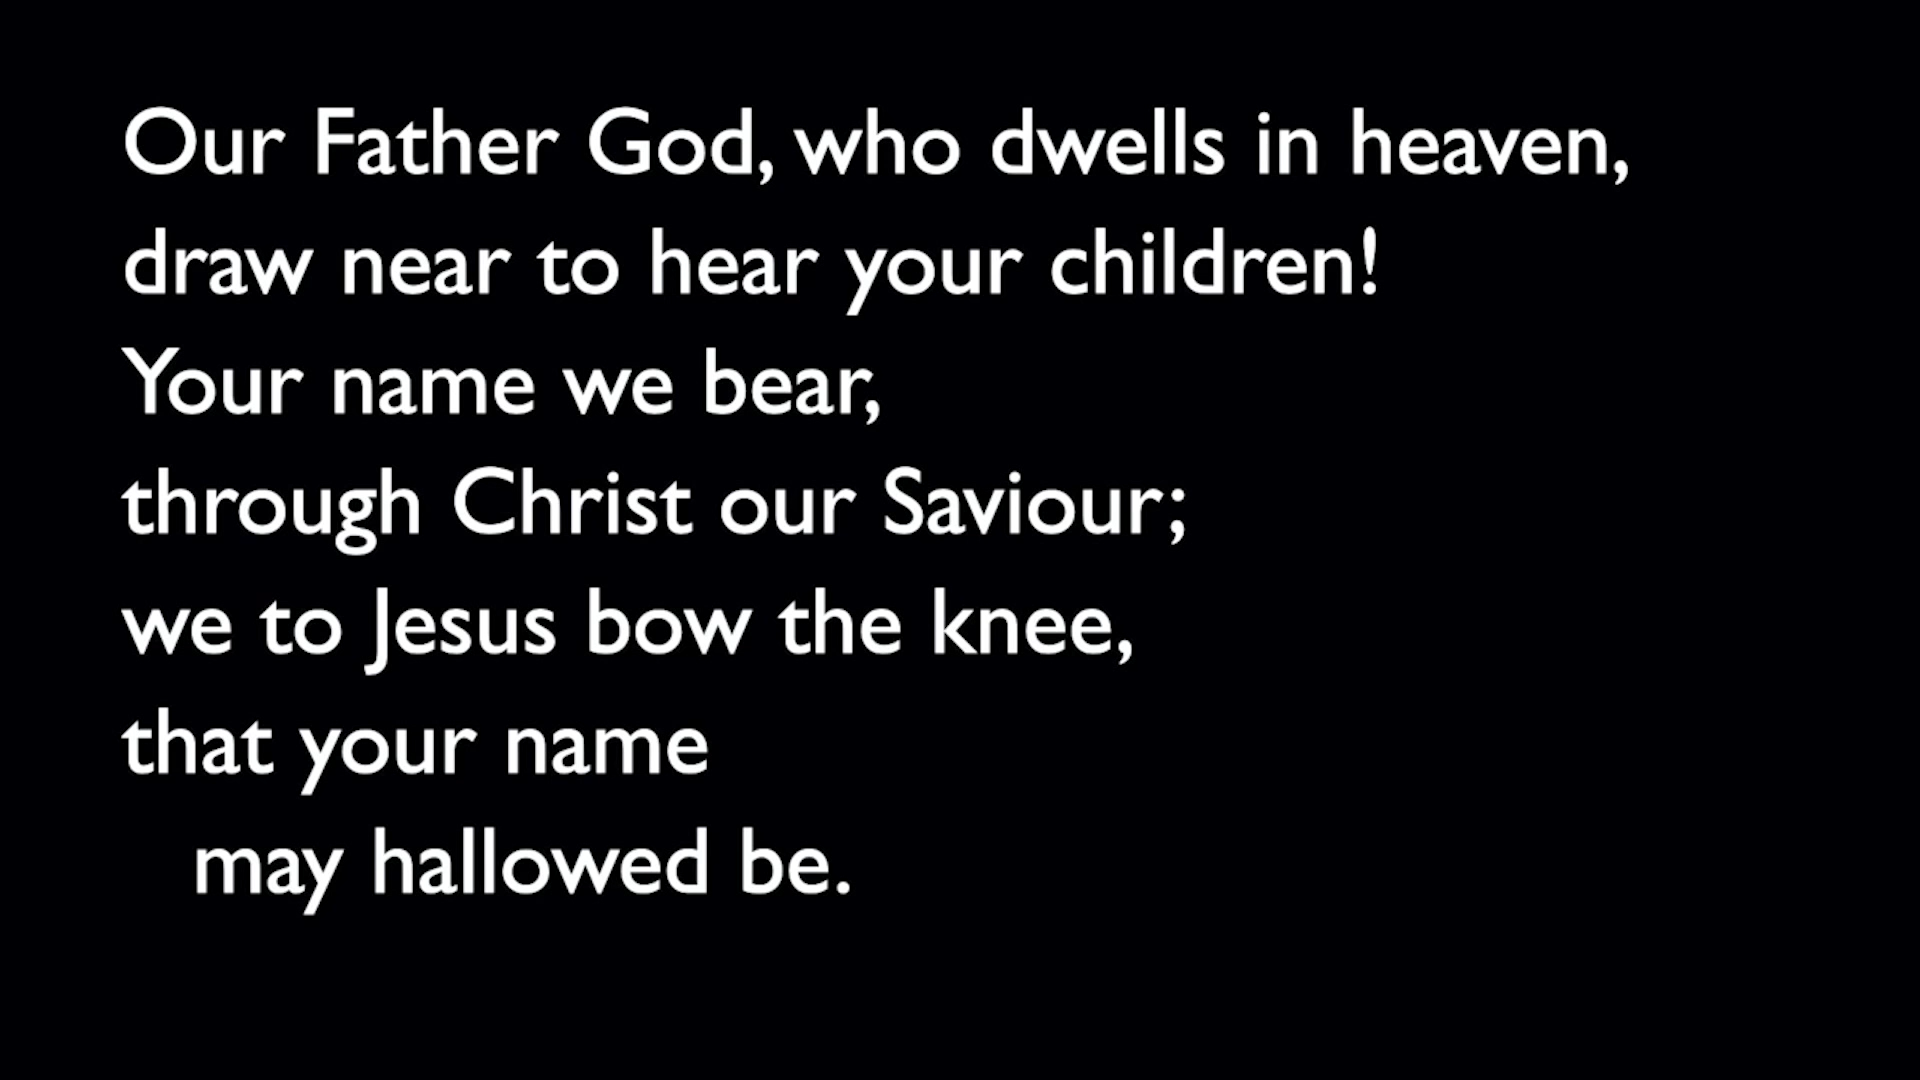 Our Father God, who dwells in heaven,
draw near to hear your children!
Your name we bear,
through Christ our Saviour;
we to Jesus bow the knee,
that your name
may hallowed be.